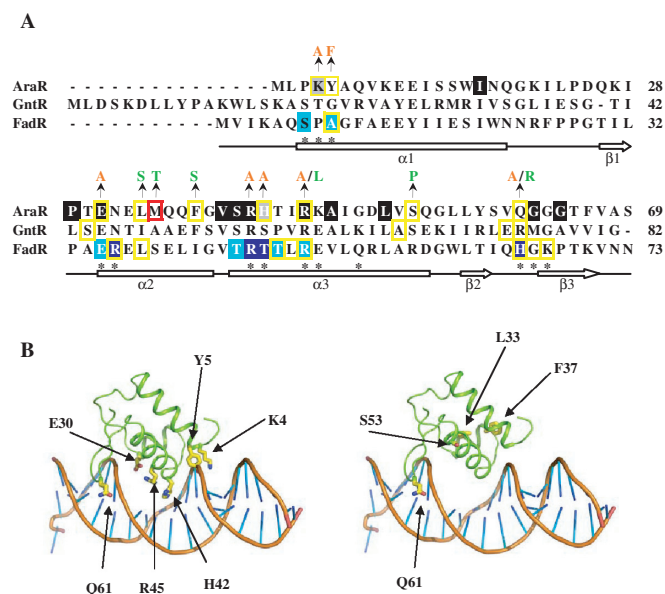 A
A F
AraR - - - - - - - - - - - - - - M L P K Y A Q V K E E I S S W I N Q G K I L P D Q K I 28
GntR M L D S K D L L Y P A K W L S K A S T G V R V A Y E L R M R I V S G L I E S G - T I 42
FadR M V I K A Q S P A G F A E E Y I I E S I W N N R F P P G T I L 32
* * *
α1 β1
A S T S A A A/L P A/R
AraR P T E N E L M Q Q F G V S R H T I R K A I G D L V S Q G L L Y S V Q G G G T F V A S 69
GntR L S E N T I A A E F S V S R S P V R E A L K I L A S E K I I R L E R M G A V V I G - 82
FadR P A E R E L S E L I G V T R T T L R E V L Q R L A R D G W L T I Q H G K P T K V N N 73
* * * * * * * * * *
α2 α3 β2 β3
B
Y5
L33
F37
E30
K4
S53
Q61
R45
H42
Q61